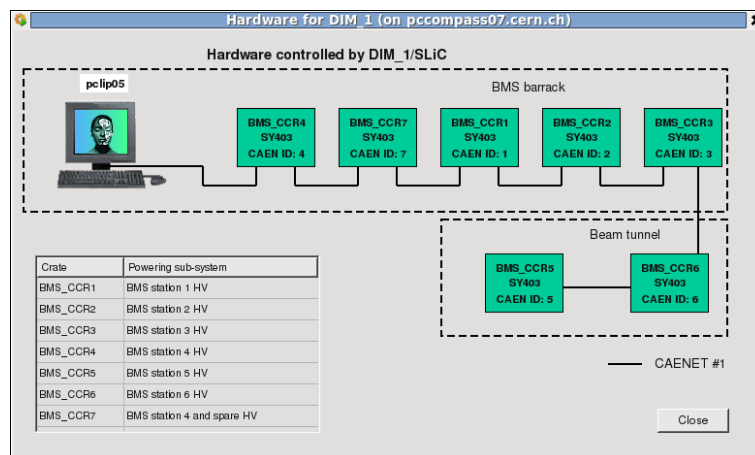 Hardware for DIM_1 (on pccompass07.cern.ch)
Hardware controlled by DIM_1/SLiC
pclip05
BMS barrack
BMS_CCR4
SY403
CAEN ID: 4
BMS_CCR7
SY403
CAEN ID: 7
BMS_CCR1
SY403
CAEN ID: 1
BMS_CCR2
SY403
CAEN ID: 2
BMS_CCR3
SY403
CAEN ID: 3
Beam tunnel
BMS_CCR5
SY403
CAEN ID: 5
BMS_CCR6
SY403
CAEN ID: 6
Crate Powering sub-system
BMS_CCR1 BMS station 1 HV
BMS_CCR2 BMS station 2 HV
BMS_CCR3 BMS station 3 HV
BMS_CCR4 BMS station 4 HV
BMS_CCR5 BMS station 5 HV
BMS_CCR6 BMS station 6 HV
BMS_CCR7 BMS station 4 and spare HV
CAENET #1
Close